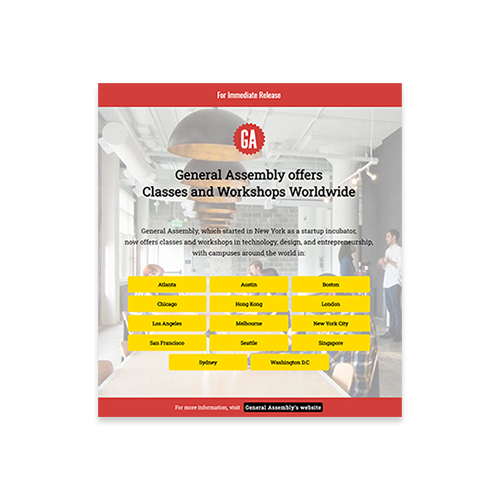 For Immediate Release
GA
General Assembly offers
Classes and Workshops Worldwide
General Assembly, which started in New York as a startup incubator,
now offers classes and workshops in technology, design, and entrepreneurship,
with campuses around the world in:
Atlanta Austin Boston
Chicago Hong Kong London
Los Angeles Melbourne New York City
San Francisco Seattle Singapore
Sydney Washington D.C
For more information, visit General Assembly's website